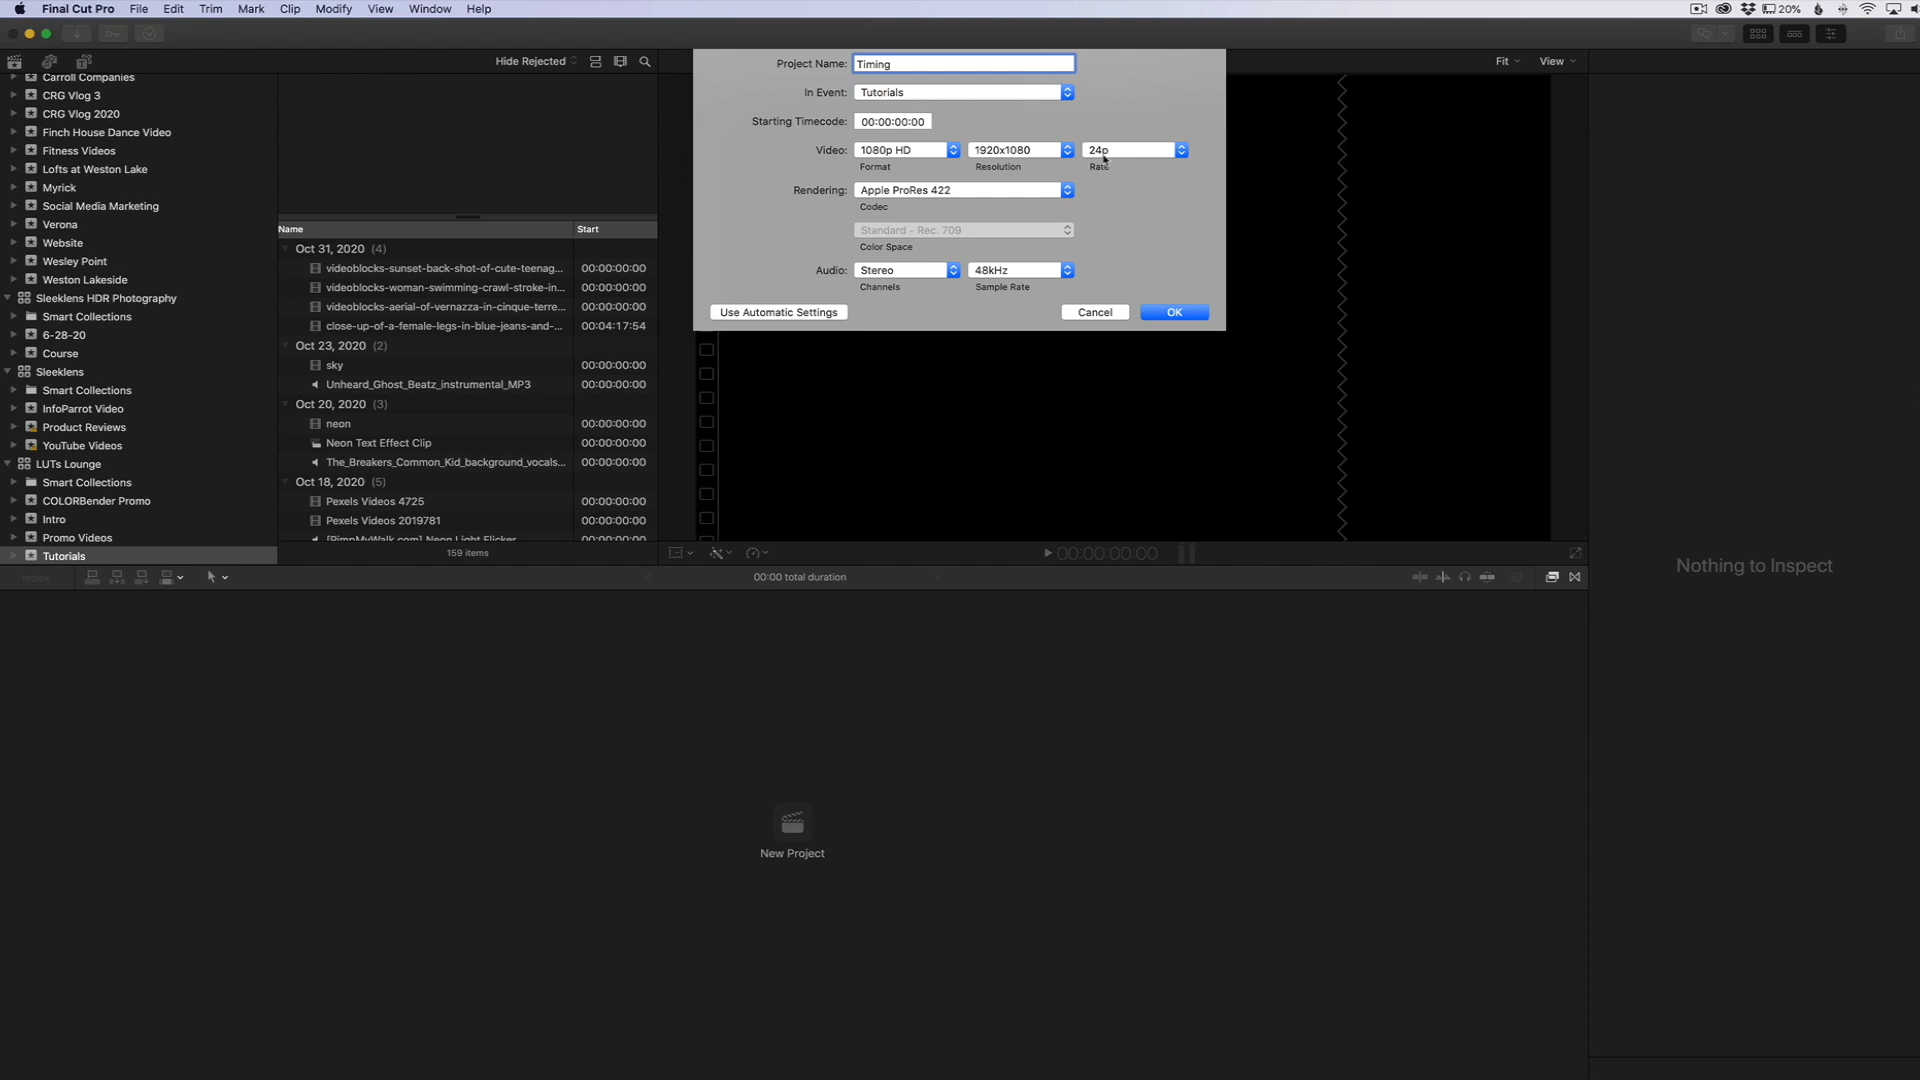 Final Cut Pro File Edit Trim Mark Clip Modify View Window Help 20%
Hide Rejected
Fit View
Carroll Companies
CRG Vlog 3
CRG Vlog 2020
Finch House Dance Video
Fitness Videos
Lofts at Weston Lake
Myrick
Social Media Marketing
Verona
Website
Wesley Point
Weston Lakeside
Sleeklens HDR Photography
Smart Collections
6-28-20
Course
Sleeklens
Smart Collections
InfoParrot Video
Product Reviews
YouTube Videos
LUTs Lounge
Smart Collections
COLORBender Promo
Intro
Promo Videos
Tutorials
Name Start
Oct 31, 2020 (4)
videoblocks-sunset-back-shot-of-cute-teenag... 00:00:00:00
videoblocks-woman-swimming-crawl-stroke-in... 00:00:00:00
videoblocks-aerial-of-vernazza-in-cinque-terre... 00:00:00:00
close-up-of-a-female-legs-in-blue-jeans-and-... 00:04:17:54
Oct 23, 2020 (2)
sky 00:00:00:00
Unheard_Ghost_Beatz_instrumental_MP3 00:00:00:00
Oct 20, 2020 (3)
neon 00:00:00:00
Neon Text Effect Clip 00:00:00:00
The_Breakers_Common_Kid_background_vocals... 00:00:00:00
Oct 18, 2020 (5)
Pexels Videos 4725 00:00:00:00
Pexels Videos 2019781 00:00:00:00
[PimpMyWalk.com] Neon Light Flicker 00:00:00:00
159 items
Project Name: Timing
In Event: Tutorials
Starting Timecode: 00:00:00:00
Video: 1080p HD 1920x1080 24p
Format Resolution Rate
Rendering: Apple ProRes 422
Codec
Standard - Rec. 709
Color Space
Audio: Stereo 48kHz
Channels Sample Rate
Use Automatic Settings Cancel OK
00:00:00:00
Index
00:00 total duration
Nothing to Inspect
New Project